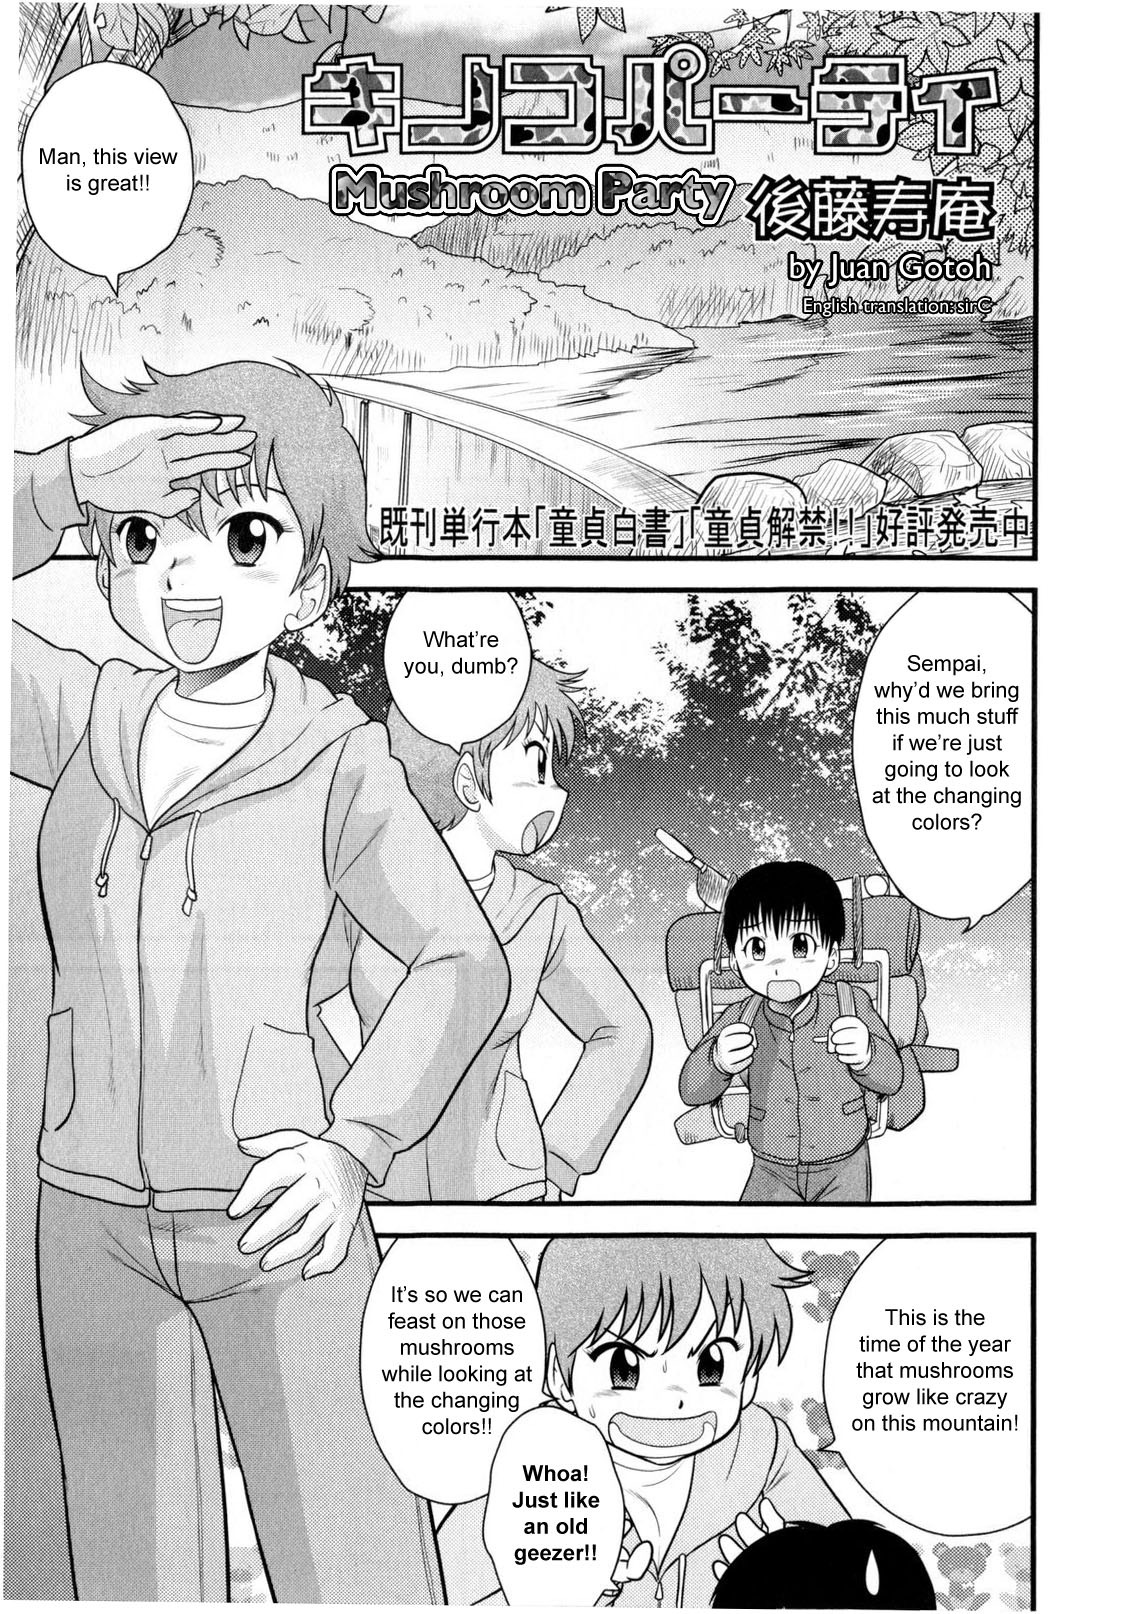 キノコパーティ
Mushroom Party
後藤寿庵
by Juan Gotoh
English translation: sirC
Man, this view
is great!!
既刊単行本「童貞白書」「童貞解禁!!」好評発売中
Sempai,
why'd we bring
this much stuff
if we're just
going to look
at the changing
colors?
What're
you, dumb?
This is the
time of the year
that mushrooms
grow like crazy
on this mountain!
It's so we can
feast on those
mushrooms
while looking at
the changing
colors!!
Whoa!
Just like
an old
geezer!!